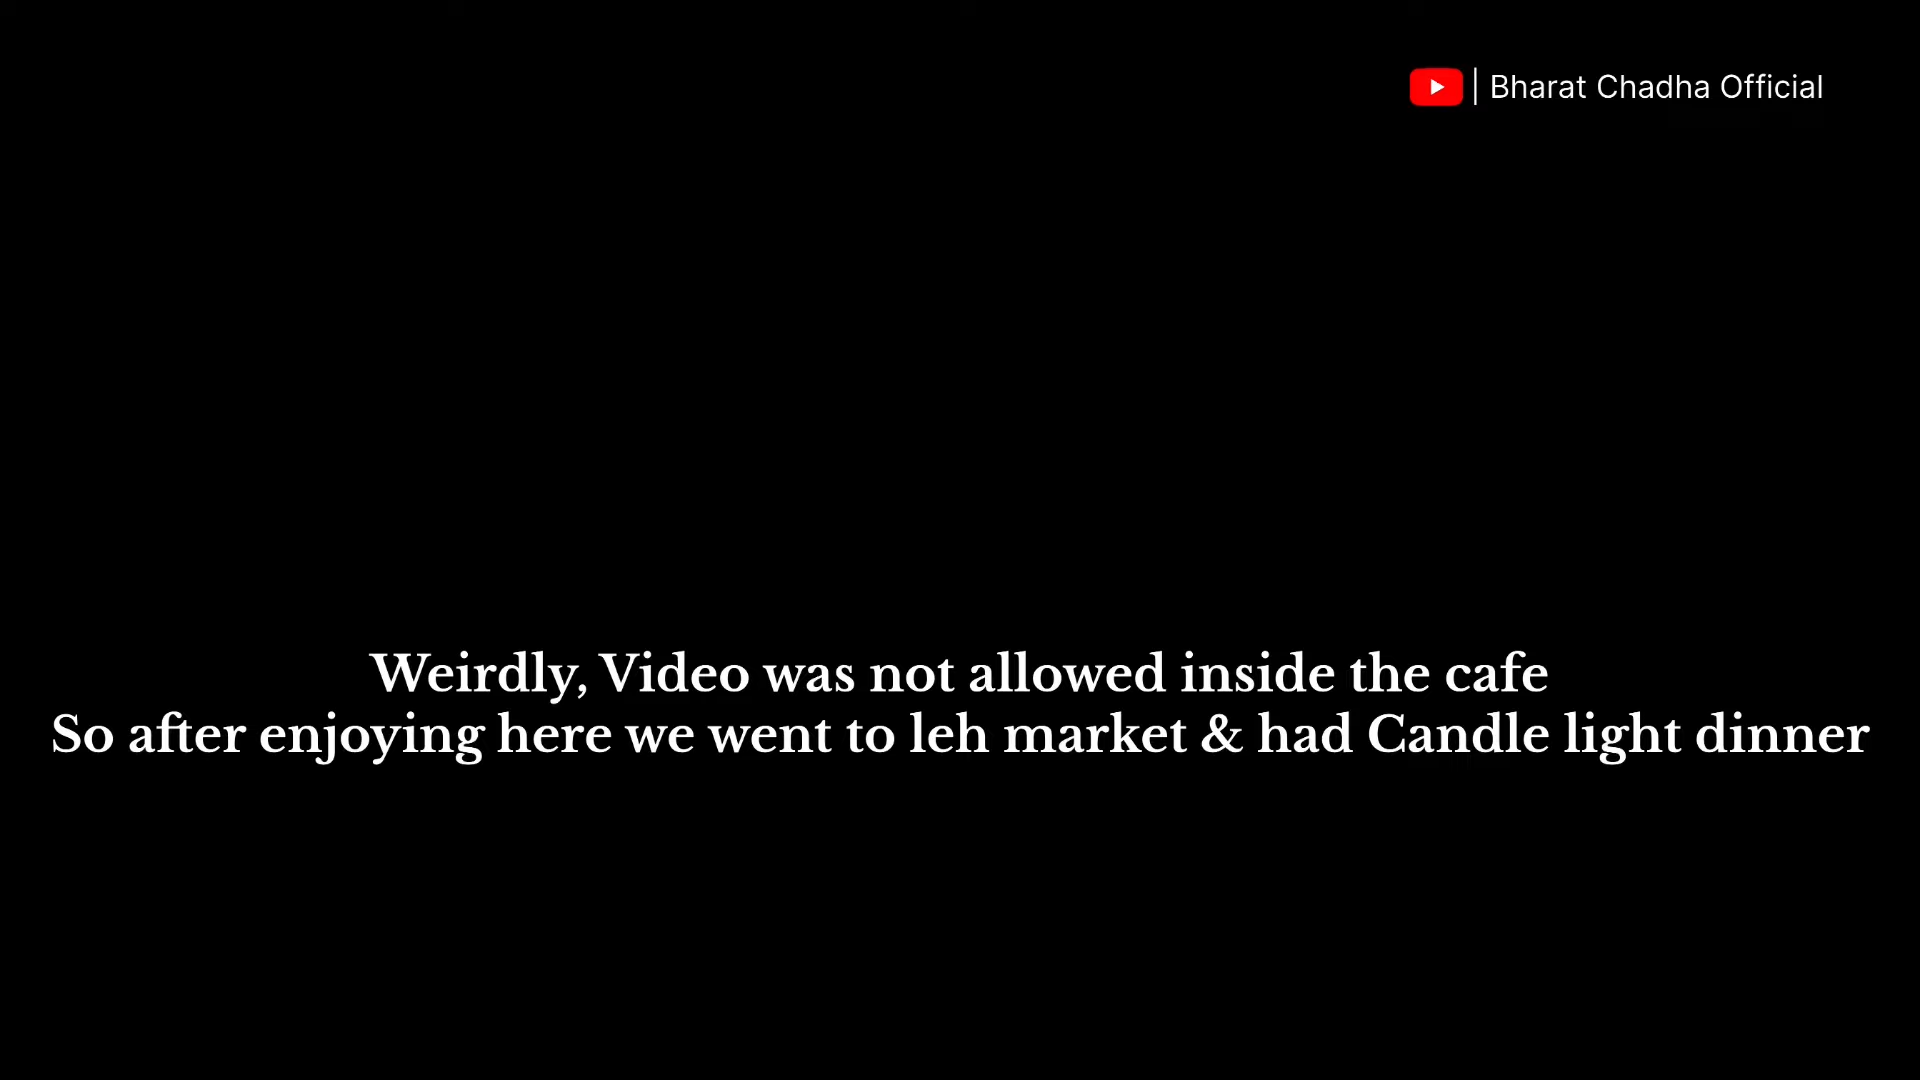 | Bharat Chadha Official
Weirdly, Video was not allowed inside the cafe
So after enjoying here we went to leh market & had Candle light dinner